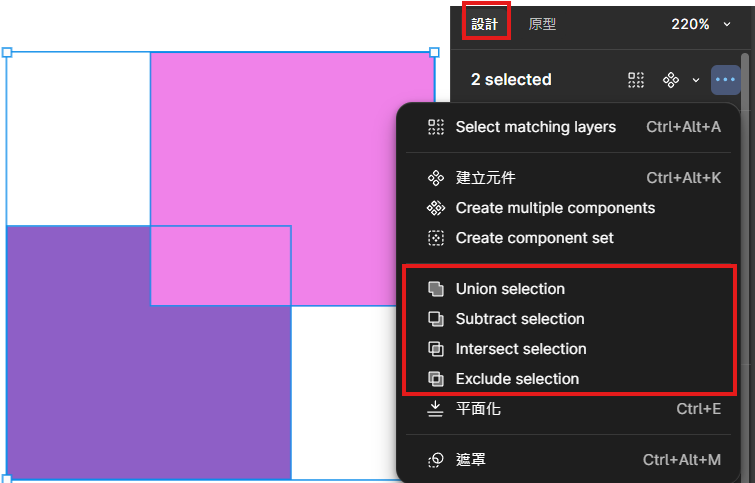 設計 原型 220%
2 selected
Select matching layers Ctrl+Alt+A
建立元件 Ctrl+Alt+K
Create multiple components
Create component set
Union selection
Subtract selection
Intersect selection
Exclude selection
平面化 Ctrl+E
遮罩 Ctrl+Alt+M